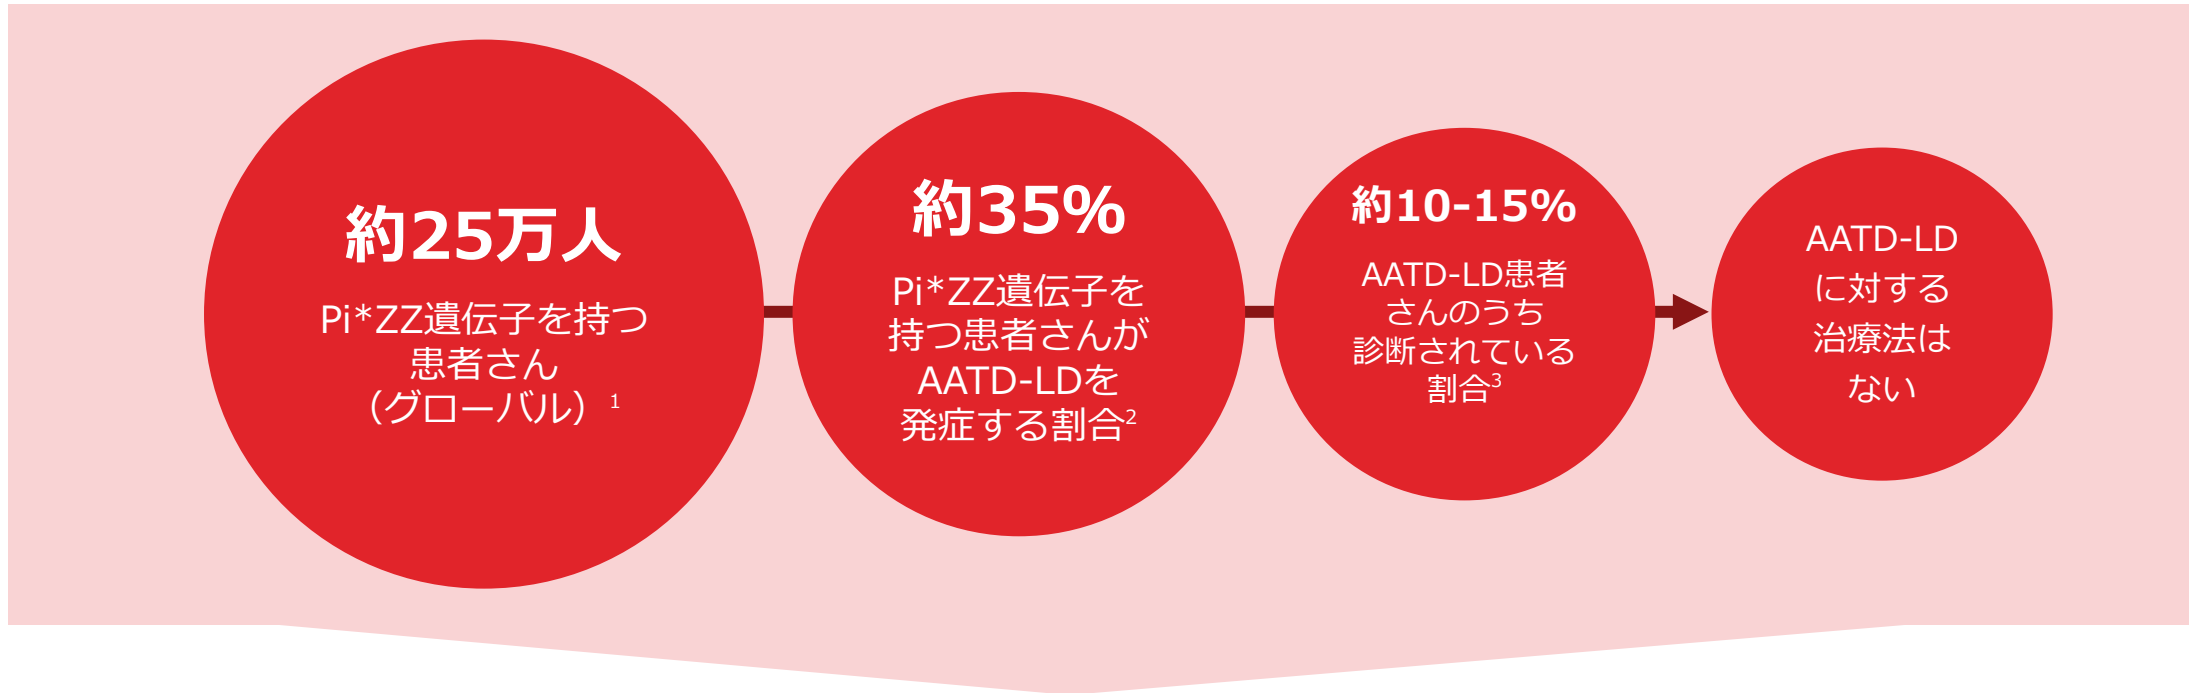 約25万人
Pi*ZZ遺伝子を持つ
患者さん
（グローバル）1
約35%
Pi*ZZ遺伝子を
持つ患者さんが
AATD-LDを
発症する割合2
約10-15%
AATD-LD患者
さんのうち
診断されている
割合3
AATD-LD
に対する
治療法は
ない